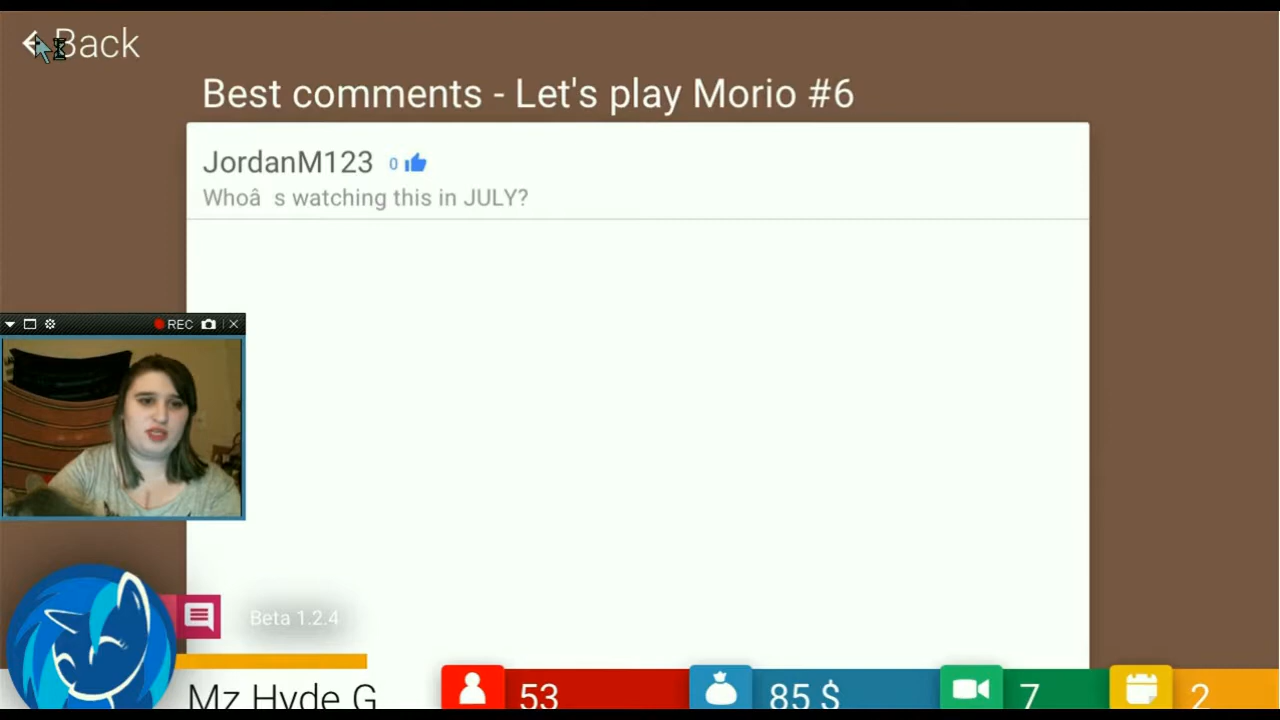 Back
Best comments - Let's play Morio #6
JordanM123 0
Whoâ s watching this in JULY?
REC
Beta 1.2.4
Mz Hyde G
53
85 $
7
2